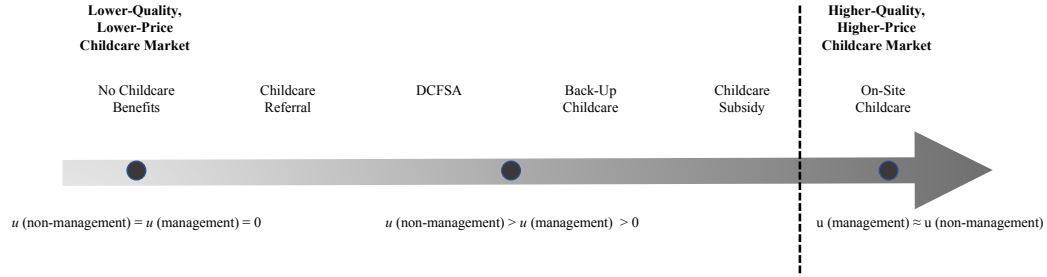 Lower-Quality,
Lower-Price
Childcare Market
Higher-Quality,
Higher-Price
Childcare Market
No Childcare
Benefits
Childcare
Referral
DCFSA
Back-Up
Childcare
Childcare
Subsidy
On-Site
Childcare
u (non-management) = u (management) = 0
u (non-management) > u (management) > 0
u (management) ≈ u (non-management)